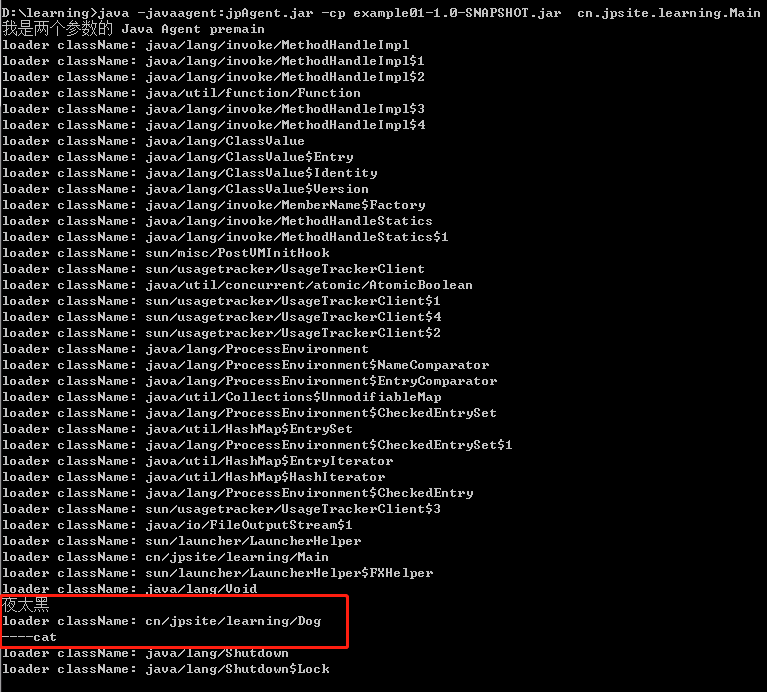 D:\learning>java -javaagent:jpAgent.jar -cp example01-1.0-SNAPSHOT.jar  cn.jpsite.learning.Main
我是两个参数的 Java Agent premain
loader className: java/lang/invoke/MethodHandleImpl
loader className: java/lang/invoke/MethodHandleImpl$1
loader className: java/lang/invoke/MethodHandleImpl$2
loader className: java/util/function/Function
loader className: java/lang/invoke/MethodHandleImpl$3
loader className: java/lang/invoke/MethodHandleImpl$4
loader className: java/lang/ClassValue
loader className: java/lang/ClassValue$Entry
loader className: java/lang/ClassValue$Identity
loader className: java/lang/ClassValue$Version
loader className: java/lang/invoke/MemberName$Factory
loader className: java/lang/invoke/MethodHandleStatics
loader className: java/lang/invoke/MethodHandleStatics$1
loader className: sun/misc/PostVMInitHook
loader className: sun/usagetracker/UsageTrackerClient
loader className: java/util/concurrent/atomic/AtomicBoolean
loader className: sun/usagetracker/UsageTrackerClient$1
loader className: sun/usagetracker/UsageTrackerClient$4
loader className: sun/usagetracker/UsageTrackerClient$2
loader className: java/lang/ProcessEnvironment
loader className: java/lang/ProcessEnvironment$NameComparator
loader className: java/lang/ProcessEnvironment$EntryComparator
loader className: java/util/Collections$UnmodifiableMap
loader className: java/lang/ProcessEnvironment$CheckedEntrySet
loader className: java/util/HashMap$EntrySet
loader className: java/lang/ProcessEnvironment$CheckedEntrySet$1
loader className: java/util/HashMap$EntryIterator
loader className: java/util/HashMap$HashIterator
loader className: java/lang/ProcessEnvironment$CheckedEntry
loader className: sun/usagetracker/UsageTrackerClient$3
loader className: java/io/FileOutputStream$1
loader className: sun/launcher/LauncherHelper
loader className: cn/jpsite/learning/Main
loader className: sun/launcher/LauncherHelper$FXHelper
loader className: java/lang/Void
夜太黑
loader className: cn/jpsite/learning/Dog
----cat
loader className: java/lang/Shutdown
loader className: java/lang/Shutdown$Lock